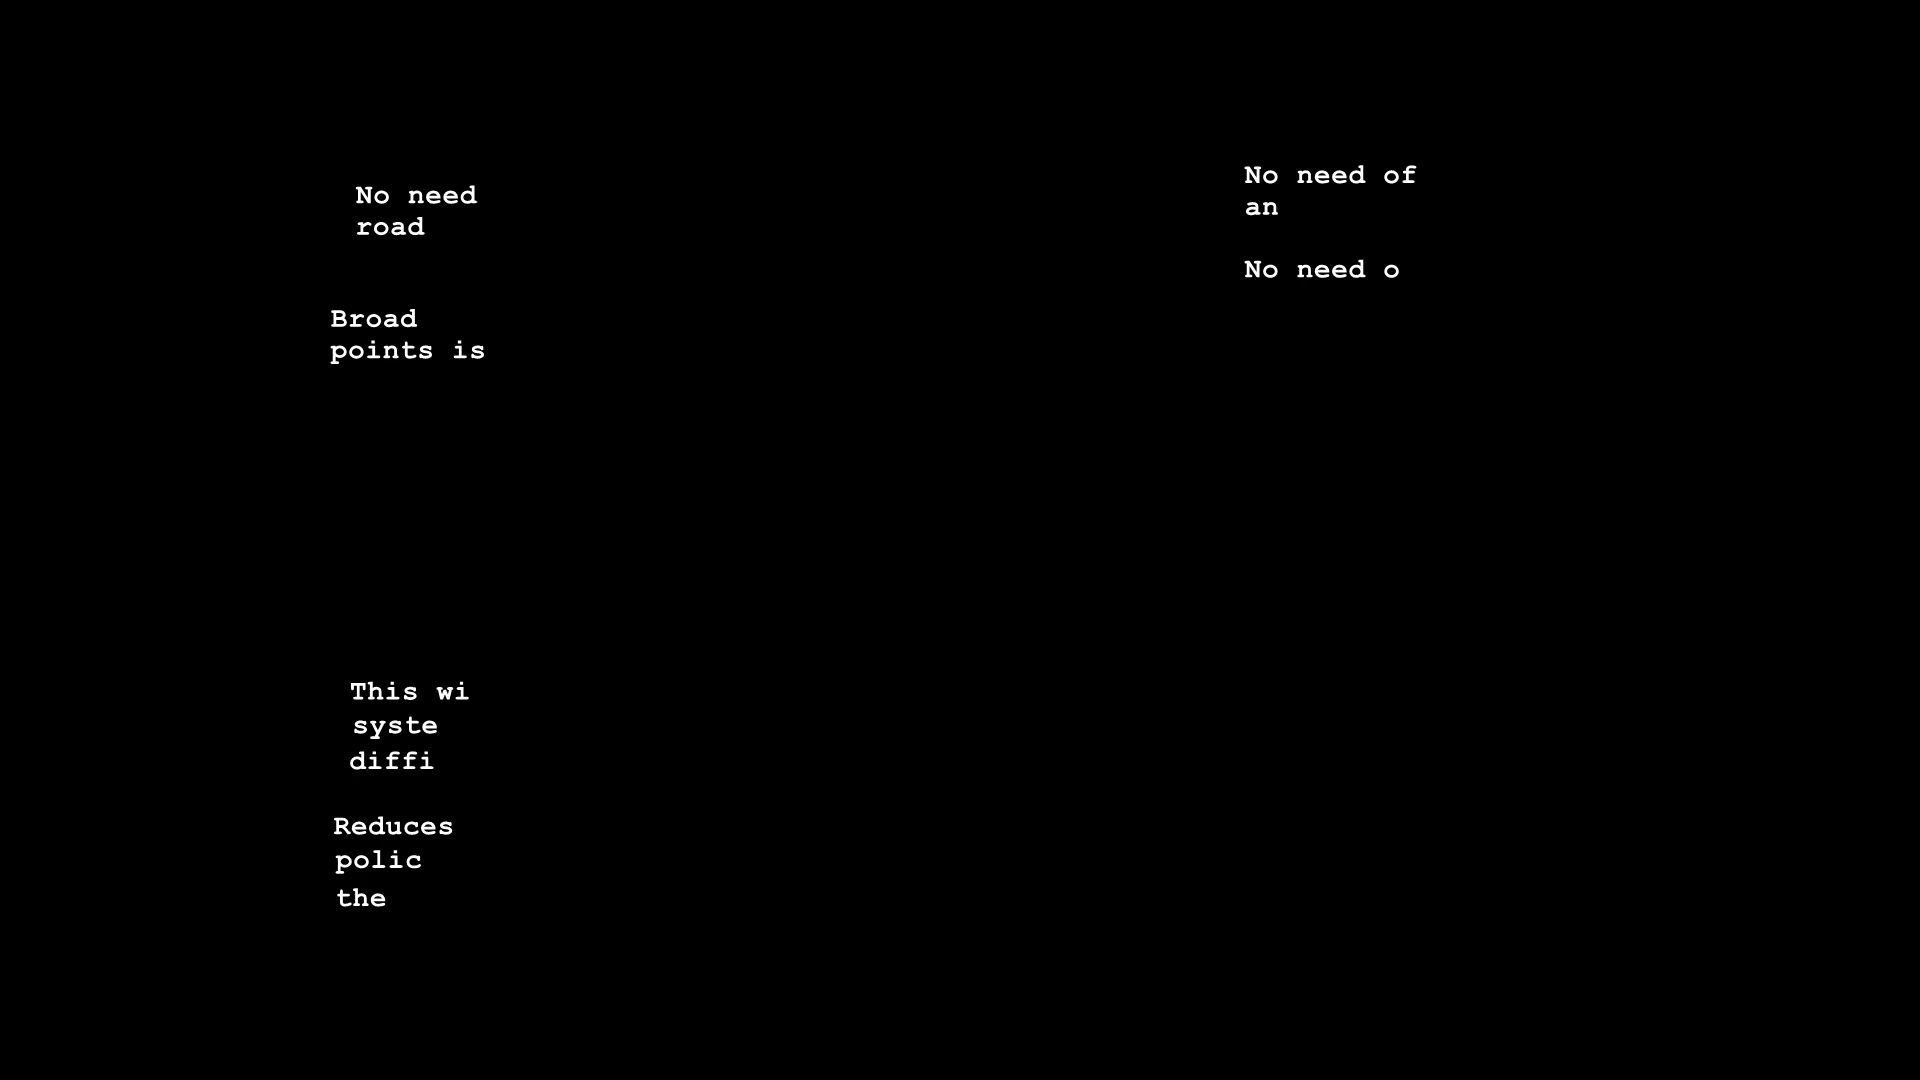 No need
road
Broad
points is
This wi
syste
diffi
Reduces
polic
the
No need of
an
No need o